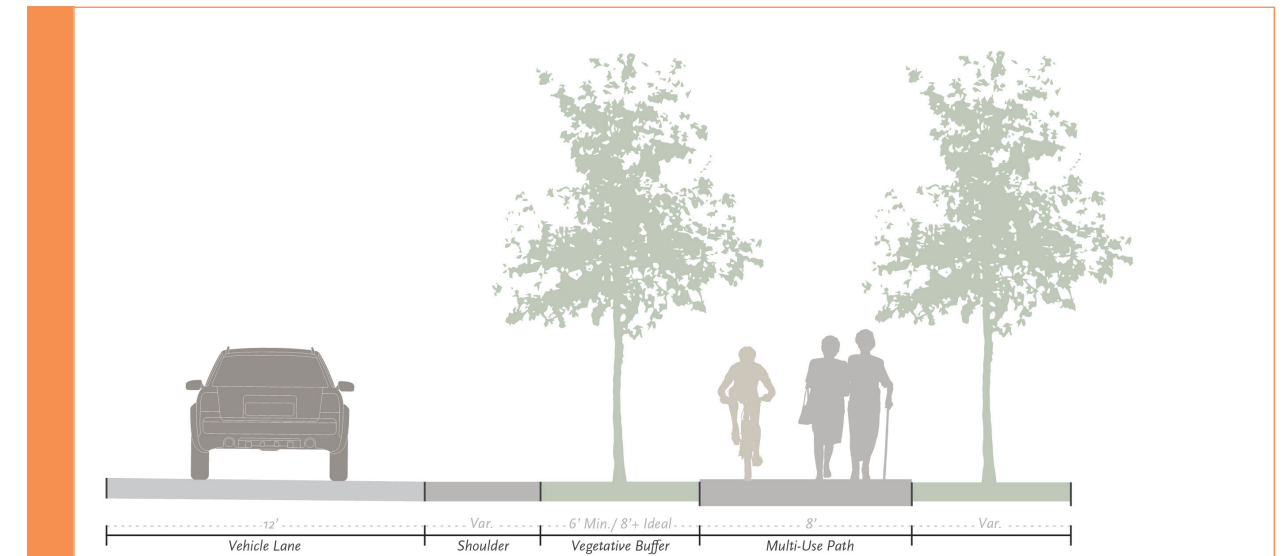 12' Var. 6' Min./ 8'+ Ideal 8' Var.
Vehicle Lane Shoulder Vegetative Buffer Multi-Use Path